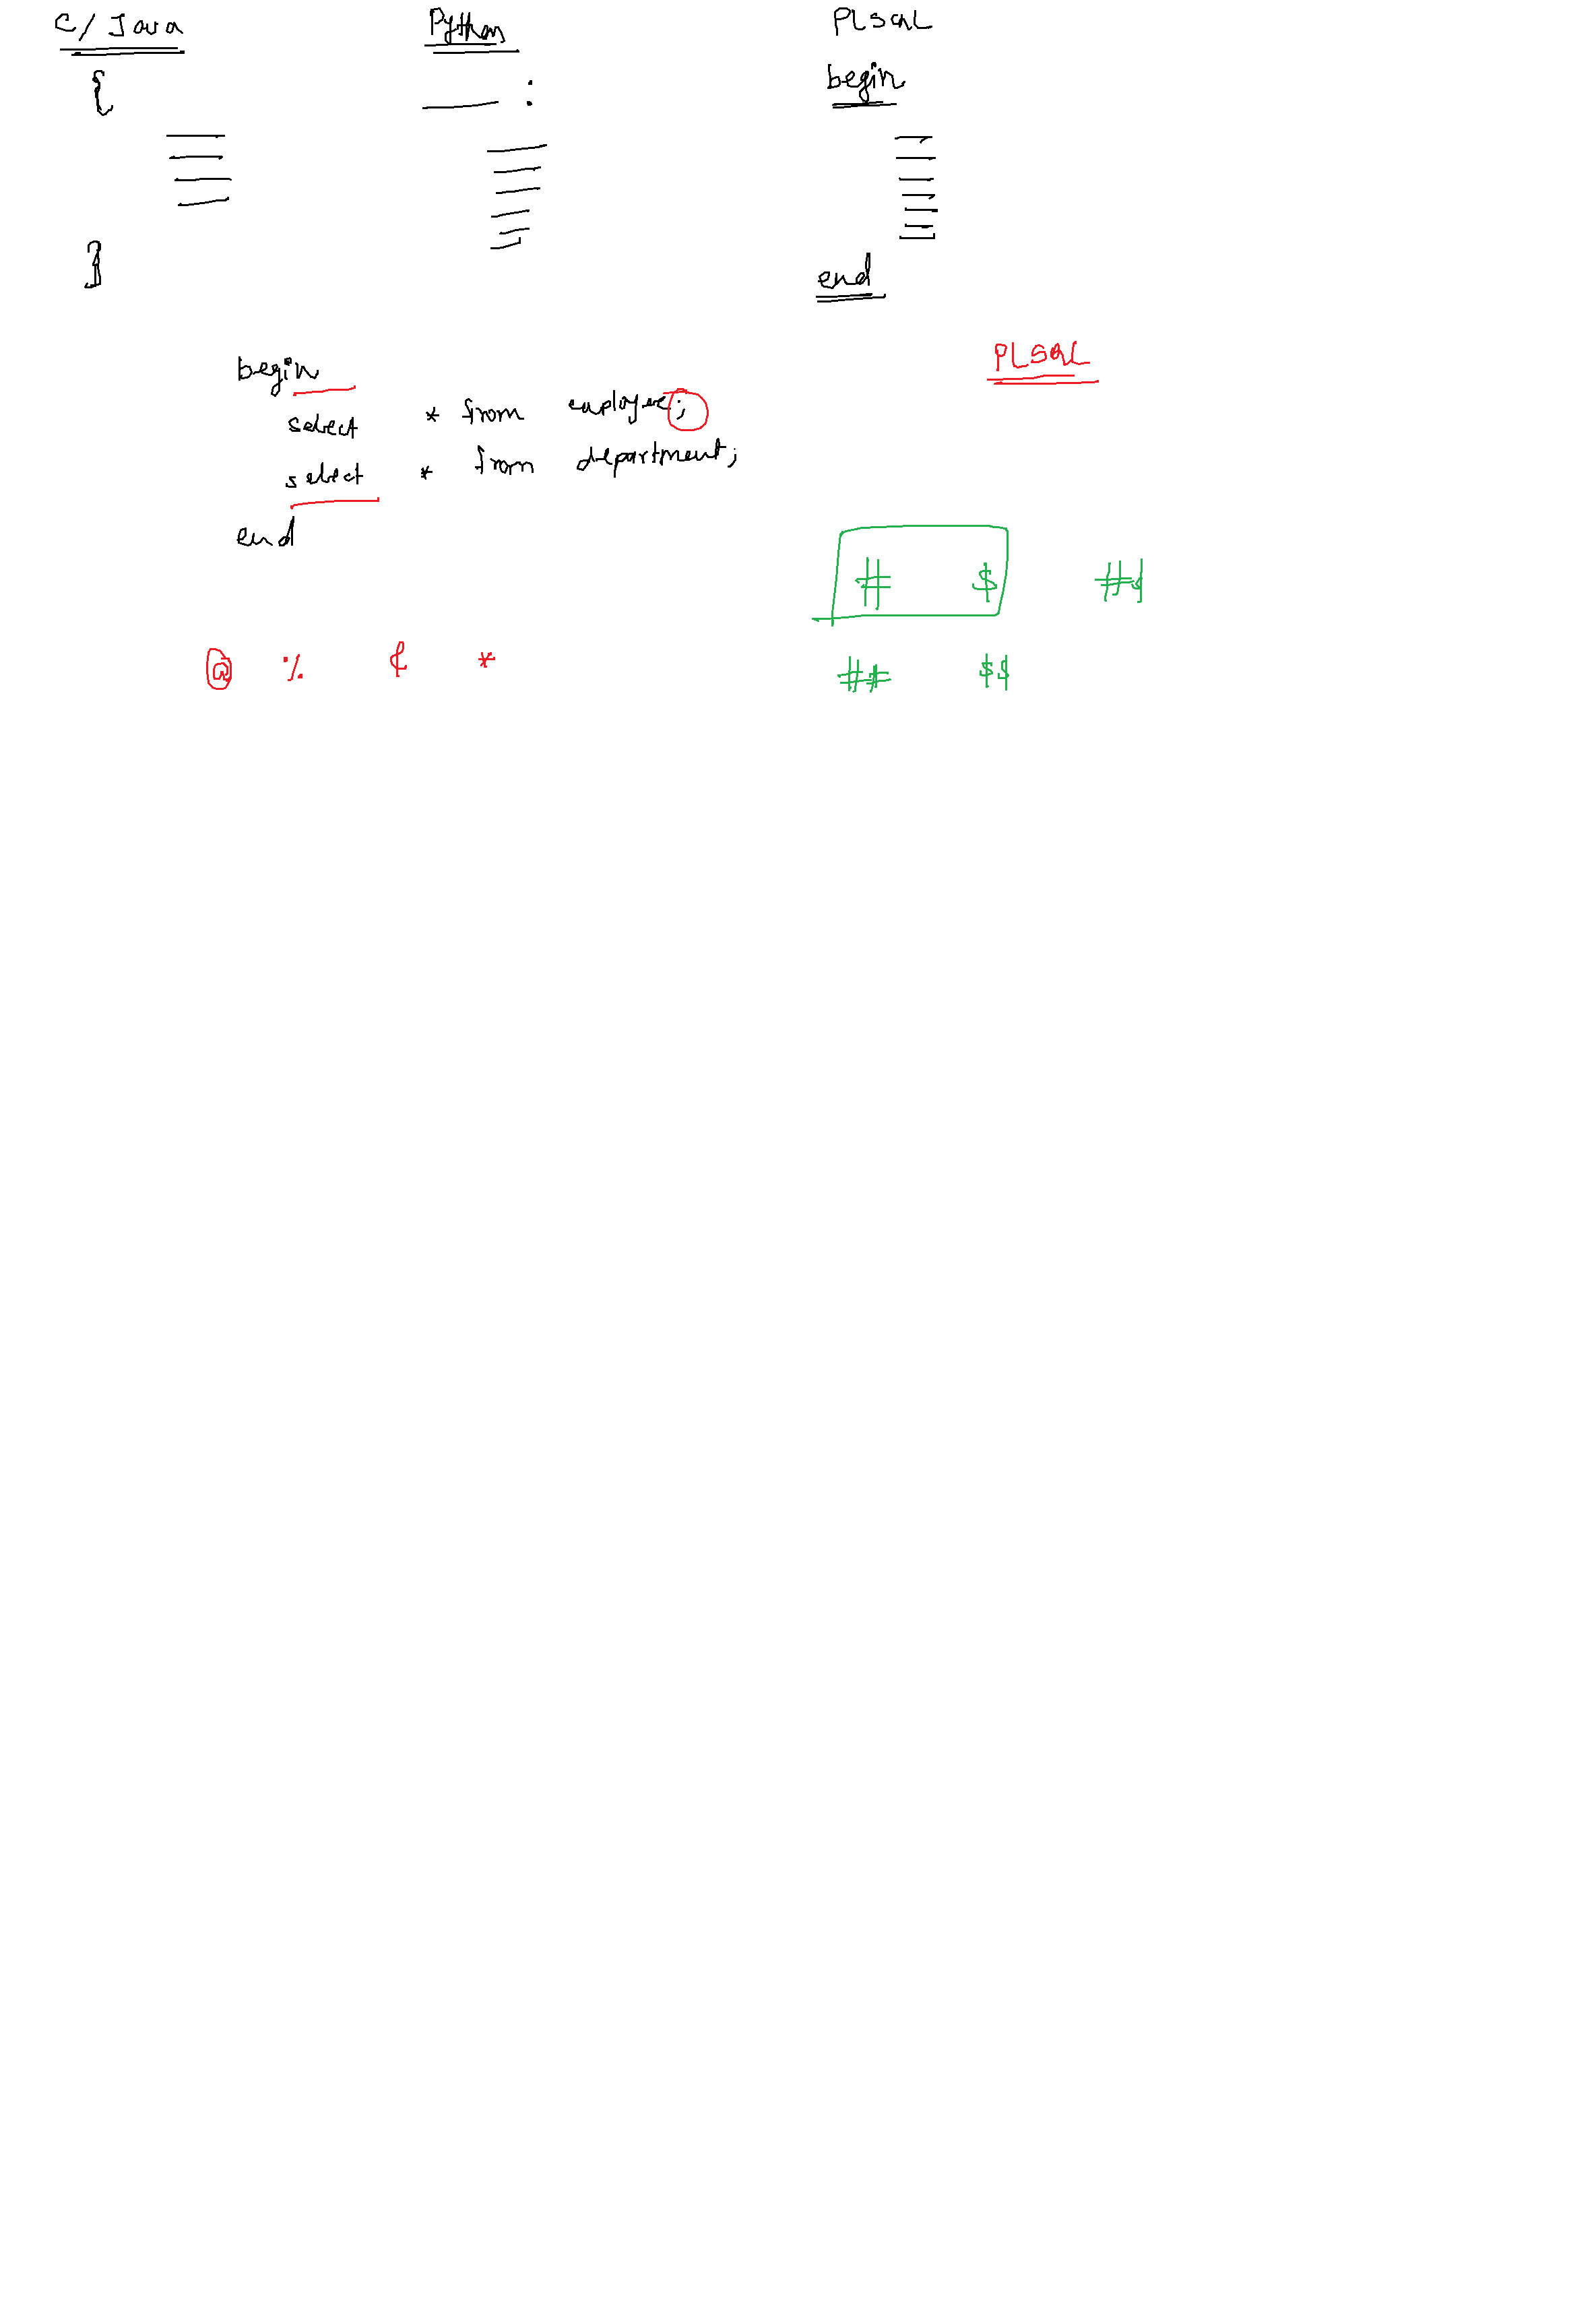 C/Java Python PLSQL
{ : begin
} end
PLSQL
begin
select * from employee;
select * from department;
end
# $ ##
@ % ¢ * ## $$